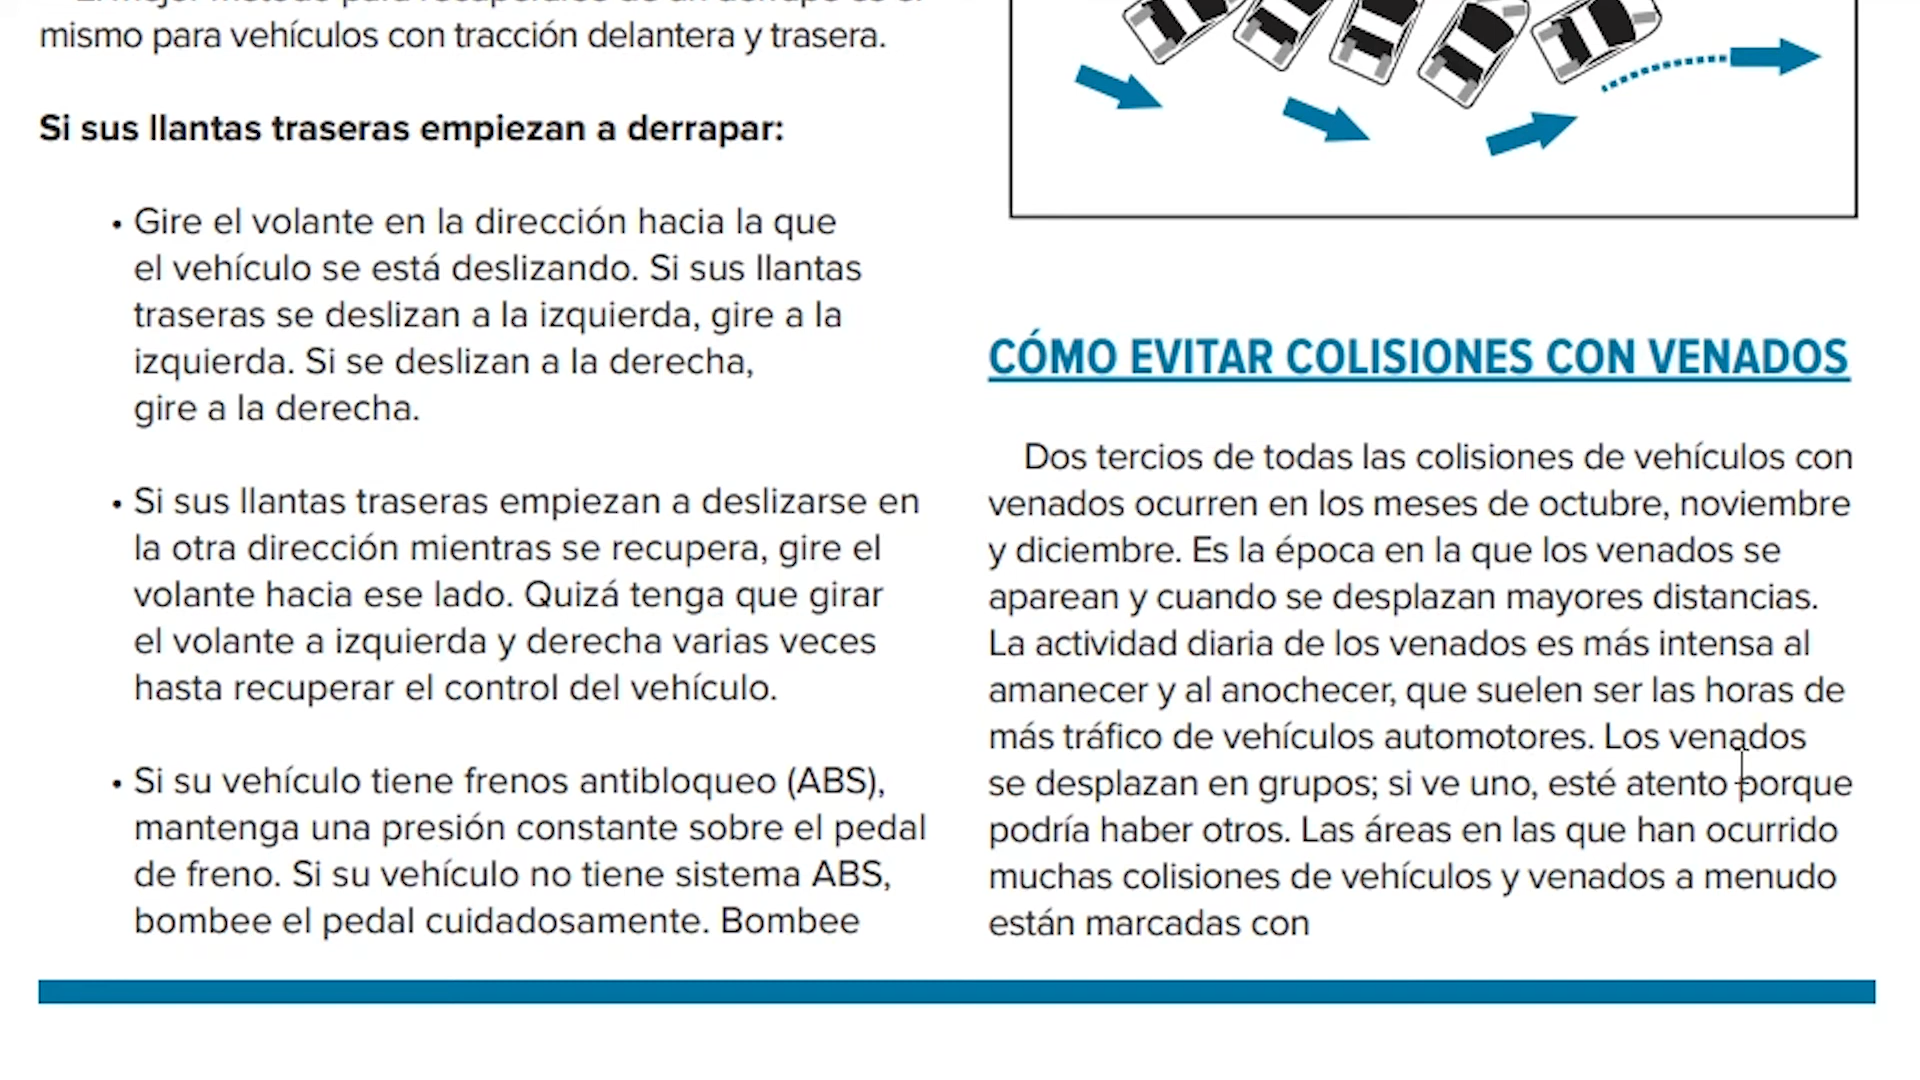 mismo para vehículos con tracción delantera y trasera.
Si sus llantas traseras empiezan a derrapar:
• Gire el volante en la dirección hacia la que
el vehículo se está deslizando. Si sus llantas
traseras se deslizan a la izquierda, gire a la
izquierda. Si se deslizan a la derecha,
gire a la derecha.
• Si sus llantas traseras empiezan a deslizarse en
la otra dirección mientras se recupera, gire el
volante hacia ese lado. Quizá tenga que girar
el volante a izquierda y derecha varias veces
hasta recuperar el control del vehículo.
• Si su vehículo tiene frenos antibloqueo (ABS),
mantenga una presión constante sobre el pedal
de freno. Si su vehículo no tiene sistema ABS,
bombee el pedal cuidadosamente. Bombee
CÓMO EVITAR COLISIONES CON VENADOS
Dos tercios de todas las colisiones de vehículos con
venados ocurren en los meses de octubre, noviembre
y diciembre. Es la época en la que los venados se
aparean y cuando se desplazan mayores distancias.
La actividad diaria de los venados es más intensa al
amanecer y al anochecer, que suelen ser las horas de
más tráfico de vehículos automotores. Los venados
se desplazan en grupos; si ve uno, esté atento porque
podría haber otros. Las áreas en las que han ocurrido
muchas colisiones de vehículos y venados a menudo
están marcadas con